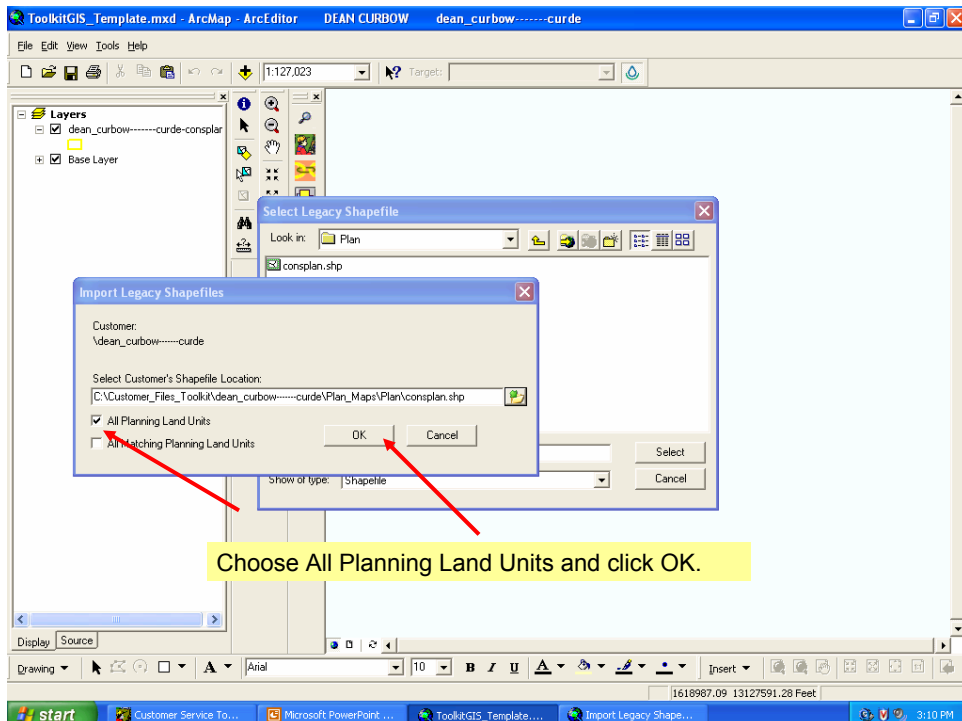 ToolkitGIS_Template.mxd - ArcMap - ArcEditor DEAN CURBOW dean_curbow-------curde
File Edit View Tools Help
1:127,023 Target:
Layers
dean_curbow-------curde-consplan
Base Layer
Select Legacy Shapefile
Look in: Plan
consplan.shp
Import Legacy Shapefiles
Customer:
\dean_curbow-------curde
Select Customer's Shapefile Location:
C:\Customer_Files_Toolkit\dean_curbow-------curde\Plan_Maps\Plan\consplan.shp
All Planning Land Units
All Matching Planning Land Units
OK Cancel
Select
Show of type: Shapefile Cancel
Choose All Planning Land Units and click OK.
Display Source
Drawing A Arial 10 B I U A Insert
1618987.09 13127591.28 Feet
start Customer Service To... Microsoft PowerPoint ... ToolkitGIS_Template.... Import Legacy Shape... 3:10 PM